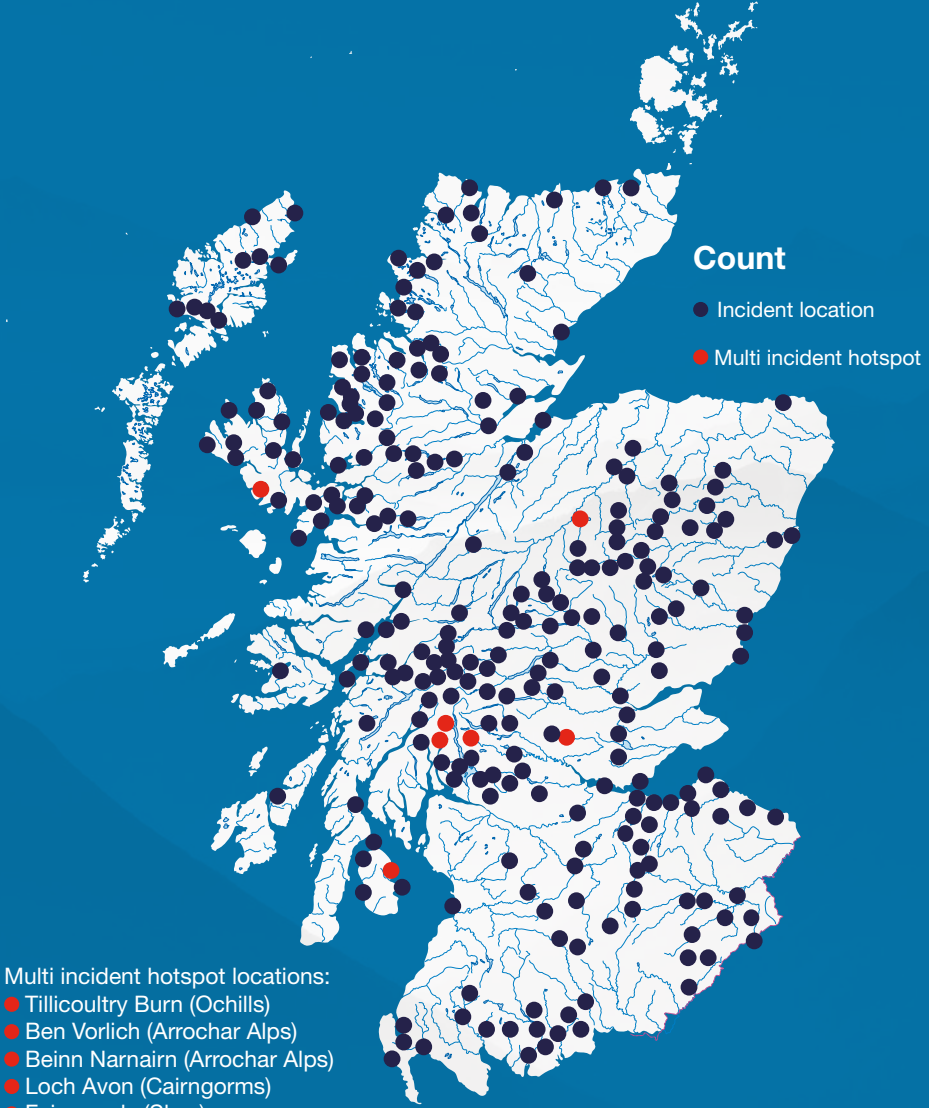 Count
Incident location
Multi incident hotspot
Multi incident hotspot locations:
Tillicoultry Burn (Ochills)
Ben Vorlich (Arrochar Alps)
Beinn Narnairn (Arrochar Alps)
Loch Avon (Cairngorms)